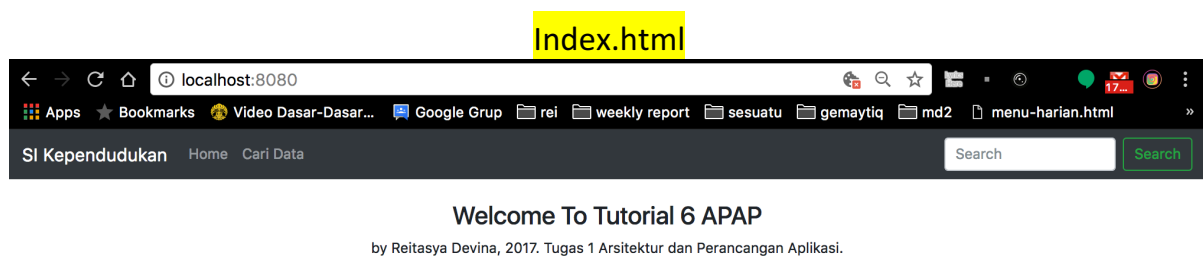 Index.html
localhost:8080
17...
Apps Bookmarks Video Dasar-Dasar... Google Grup rei weekly report sesuatu gemaytiq md2 menu-harian.html »
SI Kependudukan Home Cari Data Search Search
Welcome To Tutorial 6 APAP
by Reitasya Devina, 2017. Tugas 1 Arsitektur dan Perancangan Aplikasi.